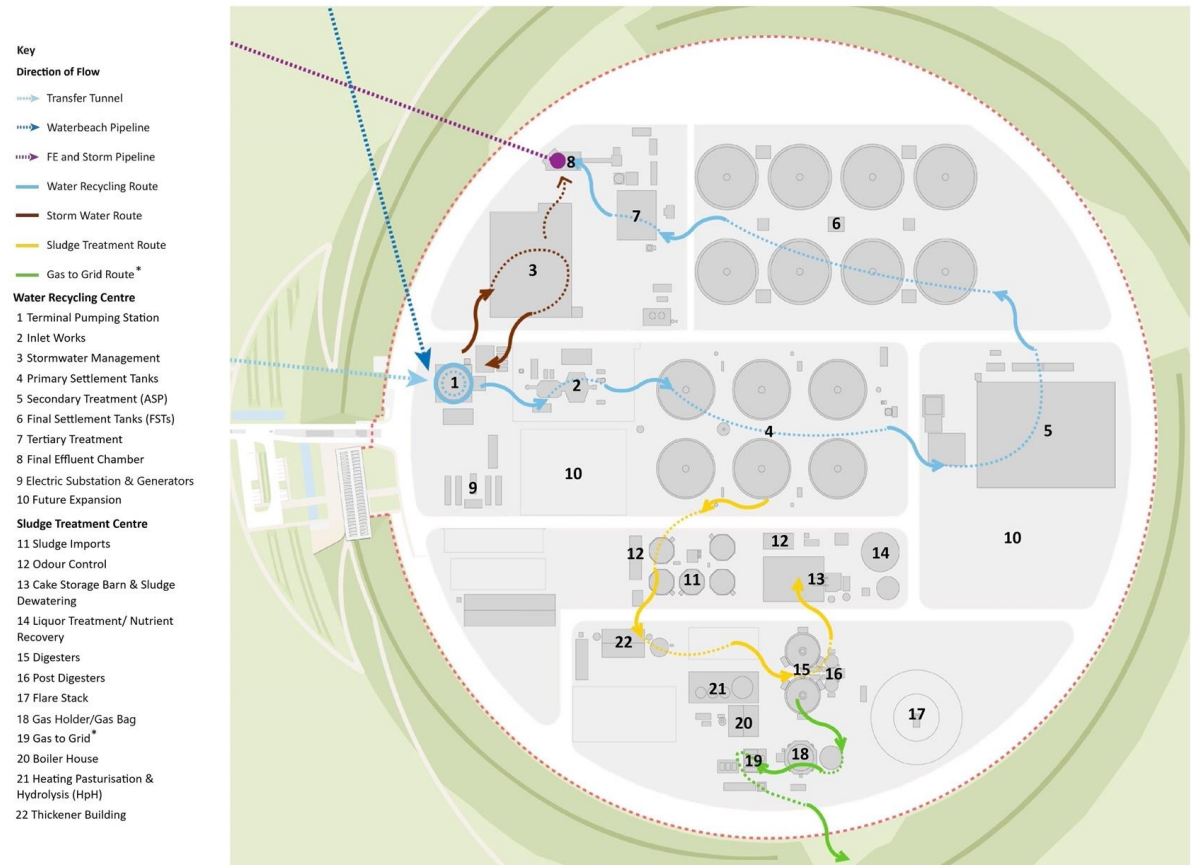 Key
Direction of Flow
Transfer Tunnel
Waterbeach Pipeline
FE and Storm Pipeline
Water Recycling Route
Storm Water Route
Sludge Treatment Route
Gas to Grid Route*
Water Recycling Centre
1 Terminal Pumping Station
2 Inlet Works
3 Stormwater Management
4 Primary Settlement Tanks
5 Secondary Treatment (ASP)
6 Final Settlement Tanks (FSTs)
7 Tertiary Treatment
8 Final Effluent Chamber
9 Electric Substation & Generators
10 Future Expansion
Sludge Treatment Centre
11 Sludge Imports
12 Odour Control
13 Cake Storage Barn & Sludge
Dewatering
14 Liquor Treatment/ Nutrient
Recovery
15 Digesters
16 Post Digesters
17 Flare Stack
18 Gas Holder/Gas Bag
19 Gas to Grid*
20 Boiler House
21 Heating Pasturisation &
Hydrolysis (HpH)
22 Thickener Building
8
7
6
3
1
2
4
5
9
10
10
12
12
14
11
13
22
15
16
21
20
17
19
18